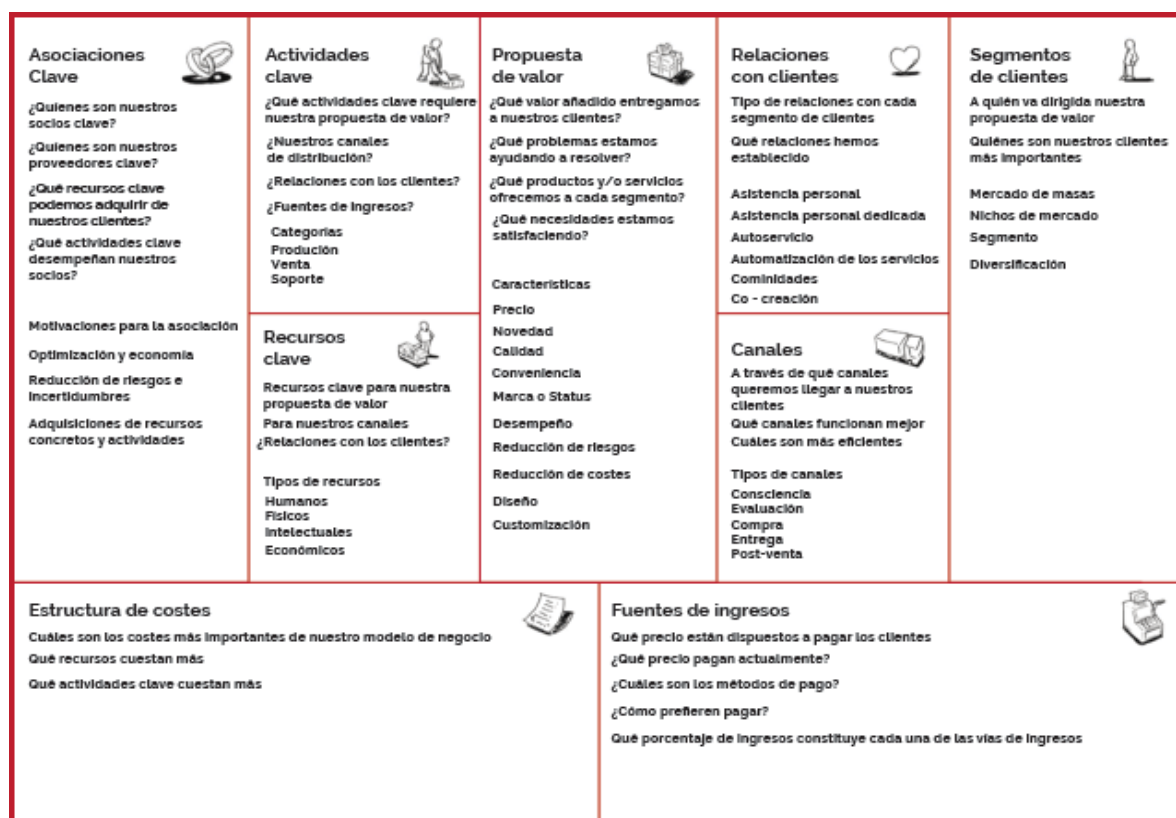 Asociaciones
Clave
¿Quienes son nuestros
socios clave?
¿Quienes son nuestros
proveedores clave?
¿Qué recursos clave
podemos adquirir de
nuestros clientes?
¿Qué actividades clave
desempeñan nuestros
socios?
Motivaciones para la asociación
Optimización y economía
Reducción de riesgos e
incertidumbres
Adquisiciones de recursos
concretos y actividades
Actividades
clave
¿Qué actividades clave requiere
nuestra propuesta de valor?
¿Nuestros canales
de distribución?
¿Relaciones con los clientes?
¿Fuentes de ingresos?
Categorías
Produción
Venta
Soporte
Recursos
clave
Recursos clave para nuestra
propuesta de valor
Para nuestros canales
¿Relaciones con los clientes?
Tipos de recursos
Humanos
Físicos
Intelectuales
Económicos
Propuesta
de valor
¿Qué valor añadido entregamos
a nuestros clientes?
¿Qué problemas estamos
ayudando a resolver?
¿Qué productos y/o servicios
ofrecemos a cada segmento?
¿Qué necesidades estamos
satisfaciendo?
Características
Precio
Novedad
Calidad
Conveniencia
Marca o Status
Desempeño
Reducción de riesgos
Reducción de costes
Diseño
Customización
Relaciones
con clientes
Tipo de relaciones con cada
segmento de clientes
Qué relaciones hemos
establecido
Asistencia personal
Asistencia personal dedicada
Autoservicio
Automatización de los servicios
Cominidades
Co - creación
Canales
A través de qué canales
queremos llegar a nuestros
clientes
Qué canales funcionan mejor
Cuáles son más eficientes
Tipos de canales
Consciencia
Evaluación
Compra
Entrega
Post-venta
Segmentos
de clientes
A quién va dirigida nuestra
propuesta de valor
Quiénes son nuestros clientes
más importantes
Mercado de masas
Nichos de mercado
Segmento
Diversificación
Estructura de costes
Cuáles son los costes más importantes de nuestro modelo de negocio
Qué recursos cuestan más
Qué actividades clave cuestan más
Fuentes de ingresos
Qué precio están dispuestos a pagar los clientes
¿Qué precio pagan actualmente?
¿Cuáles son los métodos de pago?
¿Cómo prefieren pagar?
Qué porcentaje de ingresos constituye cada una de las vías de ingresos